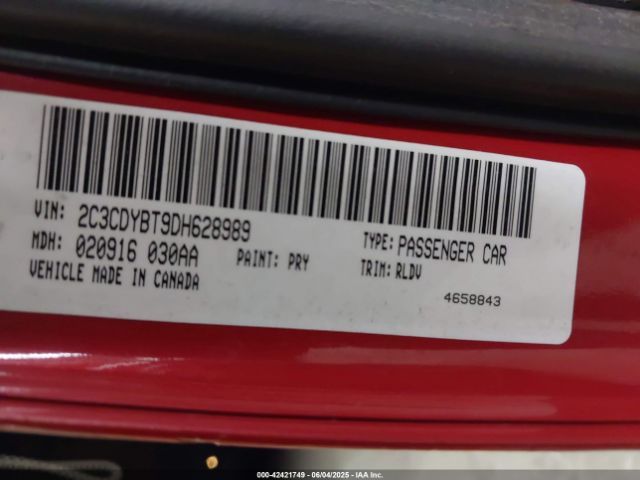 VIN: 2C3CDYBT9DH628989
MDH: 020916 030AA
PAINT: PRY
TYPE: PASSENGER CAR
TRIM: RLDV
VEHICLE MADE IN CANADA
4658843
000-42421749 - 06/04/2025 - IAA Inc.